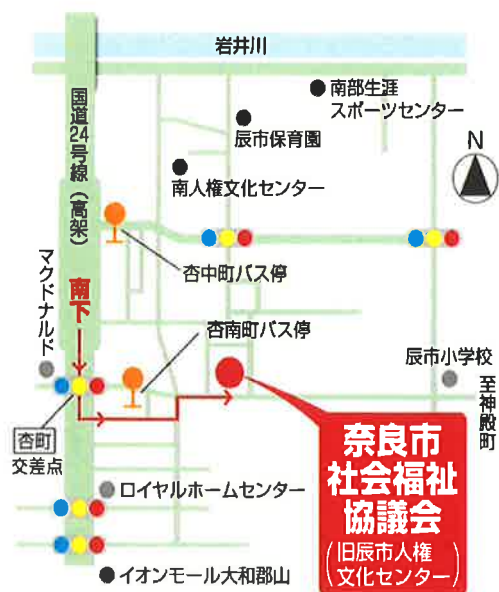 岩井川
国道24号線（高架）
南部生涯
スポーツセンター
辰市保育園
N
南人権文化センター
杏中町バス停
マクドナルド
南下
杏南町バス停
辰市小学校
至神殿町
杏町
交差点
奈良市
社会福祉
協議会
(旧辰市人権
文化センター)
ロイヤルホームセンター
イオンモール大和郡山